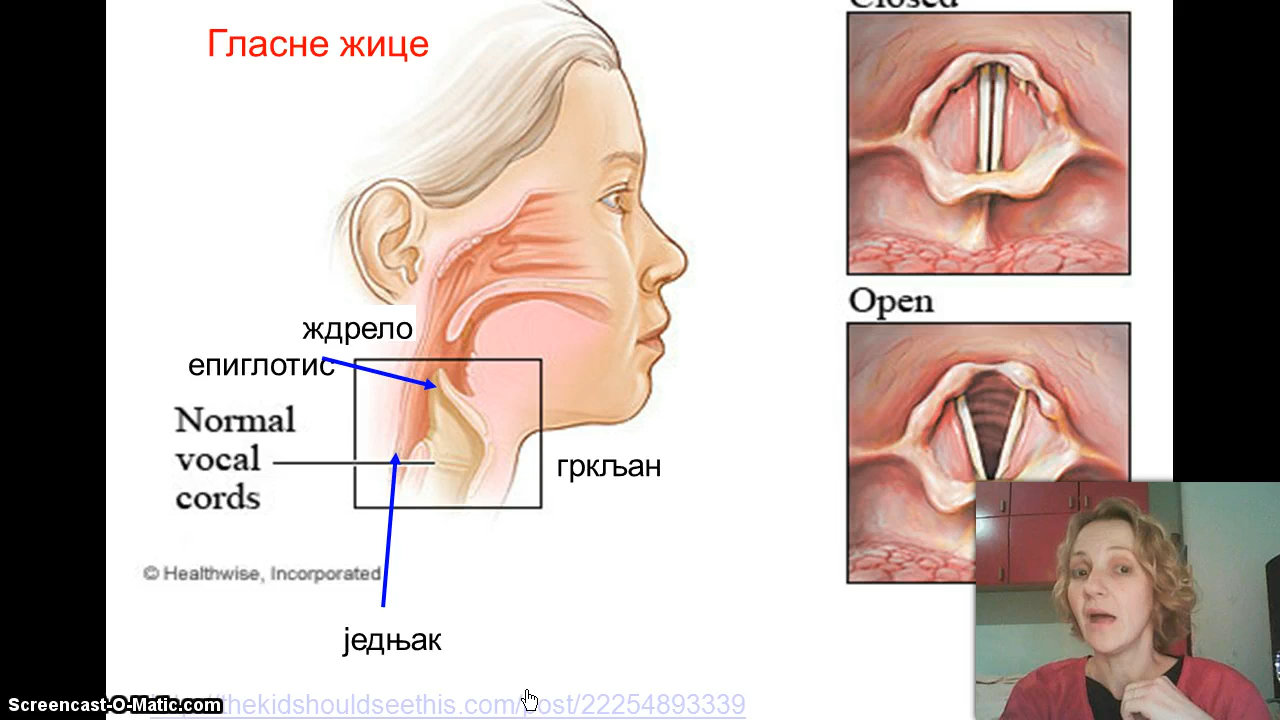 Гласне жице
Closed
ждрело
епиглотис
Normal
vocal
cords
гркљан
Open
© Healthwise, Incorporated
једњак
thekidshouldseethis.com/post/22254893339
Screencast-O-Matic.com